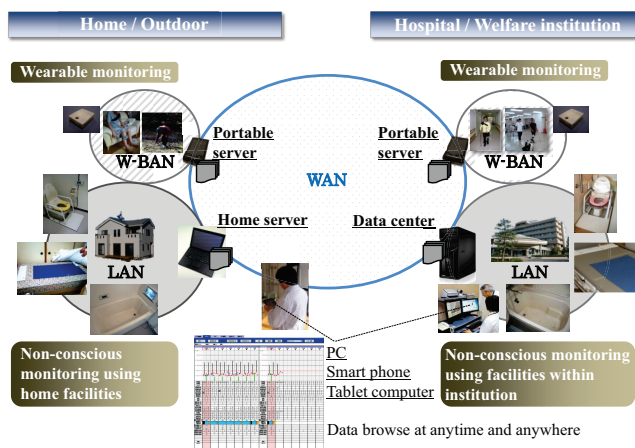 Home / Outdoor
Hospital / Welfare institution
Wearable monitoring
Wearable monitoring
W-BAN
Portable
server
WAN
Portable
server
W-BAN
LAN
Home server
Data center
LAN
Non-conscious
monitoring using
home facilities
PC
Smart phone
Tablet computer
Data browse at anytime and anywhere
Non-conscious monitoring
using facilities within
institution